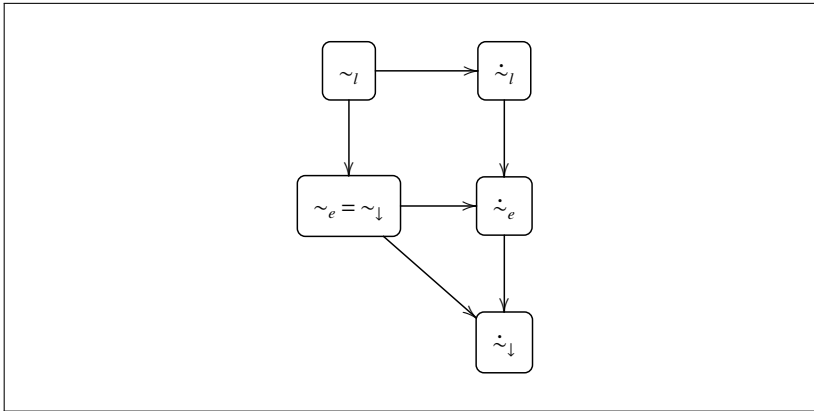 ∼ₗ ∼̇ₗ
∼ₑ = ∼↓ ∼̇ₑ
∼̇↓